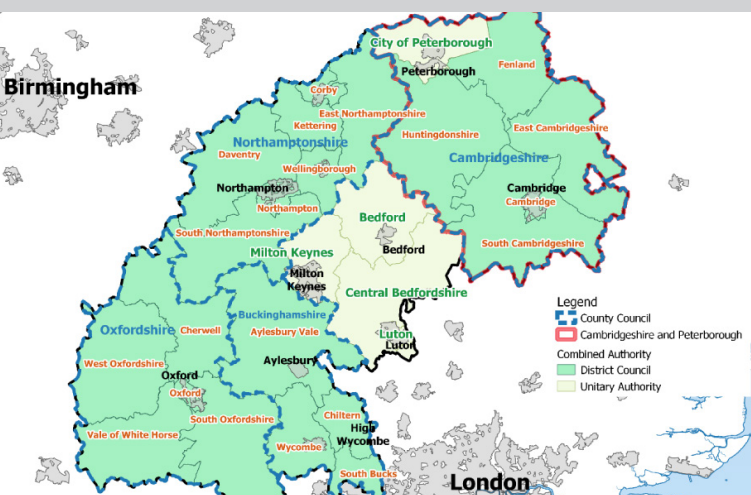 City of Peterborough
Peterborough
Fenland
Birmingham
Corby
East Northamptonshire
Kettering
Huntingdonshire
East Cambridgeshire
Northamptonshire
Daventry
Cambridgeshire
Wellingborough
Northampton
Cambridge
Cambridge
Northampton
Bedford
South Northamptonshire
South Cambridgeshire
Milton Keynes
Bedford
Milton
Keynes
Central Bedfordshire
Buckinghamshire
Oxfordshire
Cherwell
Aylesbury Vale
Luton
Luton
West Oxfordshire
Aylesbury
Oxford
Oxford
South Oxfordshire
Chiltern
High
Wycombe
Vale of White Horse
Wycombe
South Bucks
London
Legend
County Council
Cambridgeshire and Peterborough
Combined Authority
District Council
Unitary Authority